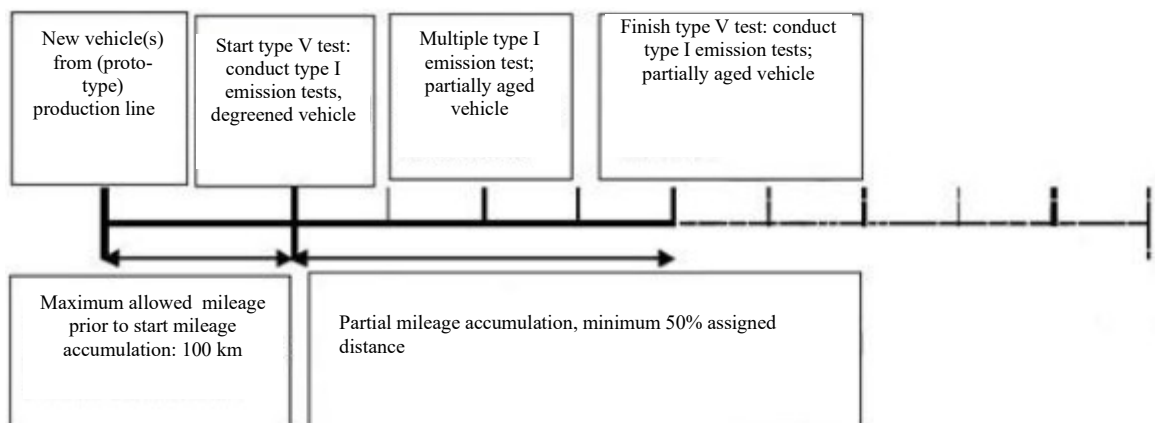 New vehicle(s)
from (proto-
type)
production line
Start type V test:
conduct type I
emission tests,
degreened vehicle
Multiple type I
emission test;
partially aged
vehicle
Finish type V test: conduct
type I emission tests;
partially aged vehicle
Maximum allowed mileage
prior to start mileage
accumulation: 100 km
Partial mileage accumulation, minimum 50% assigned
distance